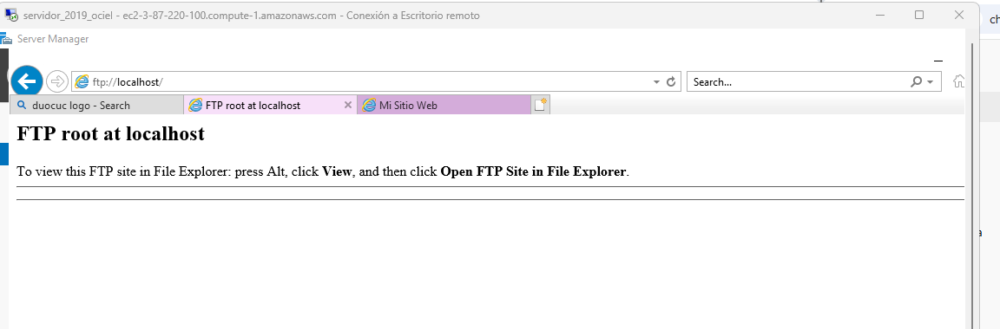 servidor_2019_ociel - ec2-3-87-220-100.compute-1.amazonaws.com - Conexión a Escritorio remoto
ch
Server Manager
ftp://localhost/
Search...
duocuc logo - Search
FTP root at localhost
Mi Sitio Web
FTP root at localhost
To view this FTP site in File Explorer: press Alt, click View, and then click Open FTP Site in File Explorer.
a